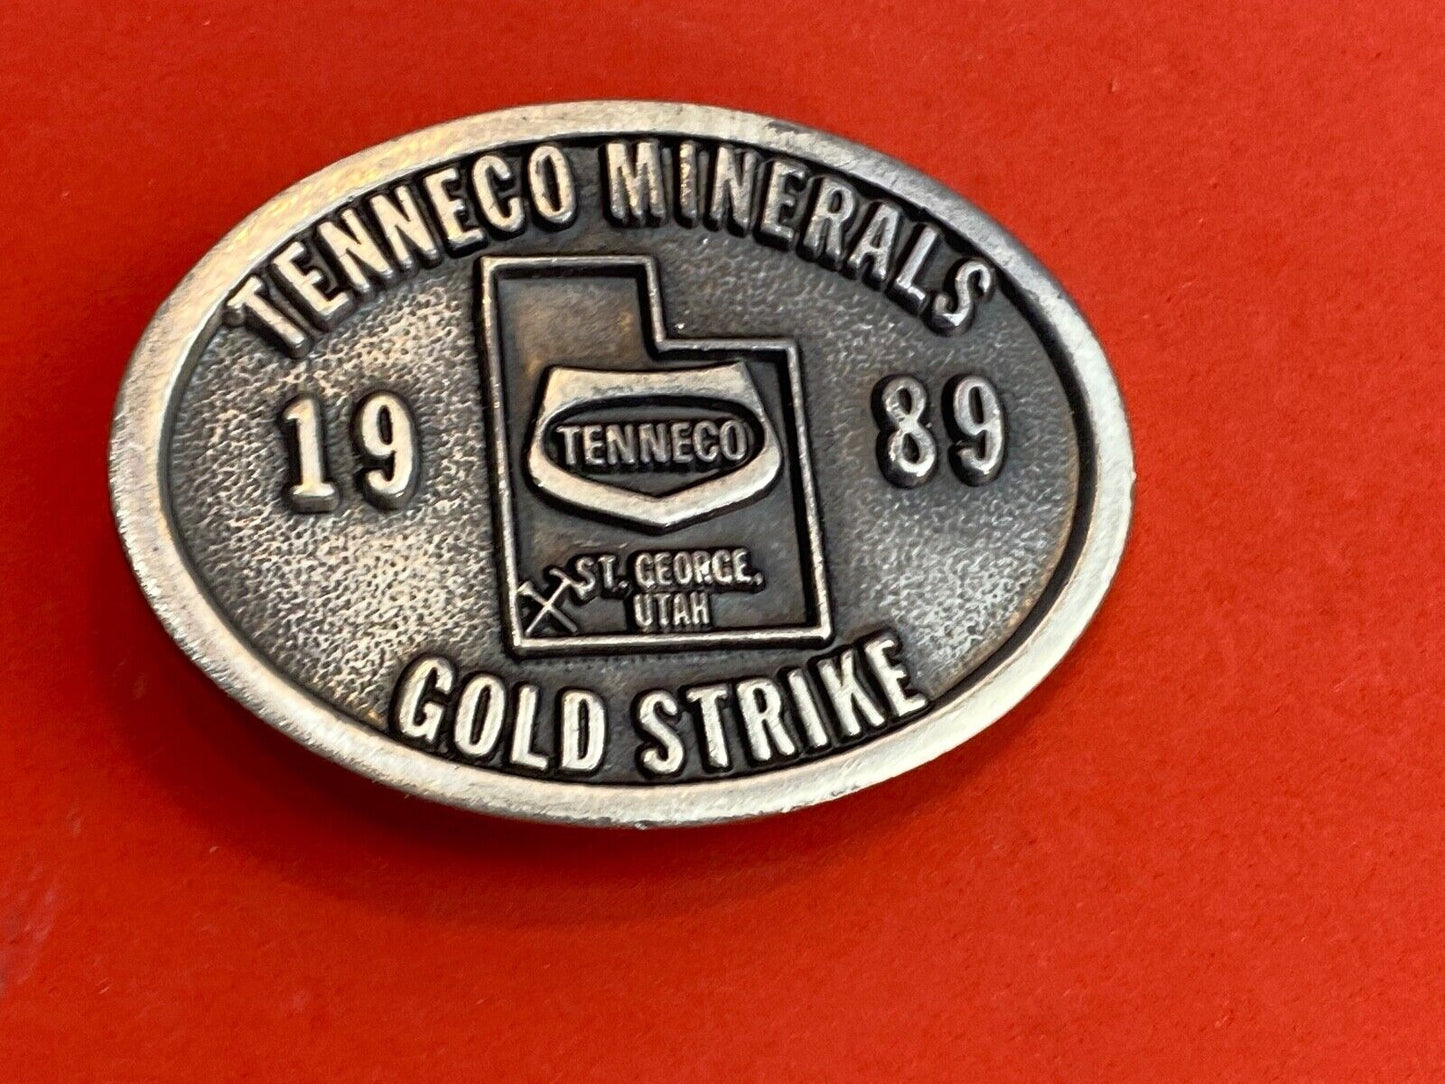 TENNECO MINERALS
19 89
TENNECO
ST. GEORGE,
UTAH
GOLD STRIKE